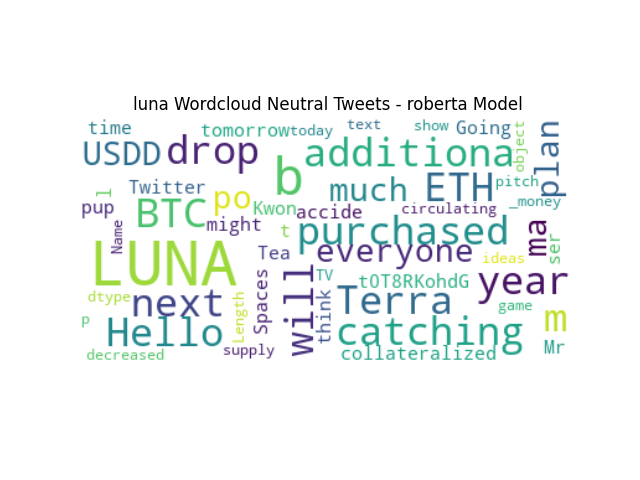 luna Wordcloud Neutral Tweets - roberta Model
time
tomorrow
today
text
show
Going
object
plan
USDD
drop
b
additiona
Twitter
l
po
much
ETH
pitch
_money
pup
Name
BTC
might
Kwon
accide
circulating
t
purchased
ma
ser
LUNA
Tea
everyone
ideas
dtype
next
Length
Spaces
will
TV
think
t0T8RKohdG
year
Terra
game
m
p
Hello
catching
decreased
supply
collateralized
Mr